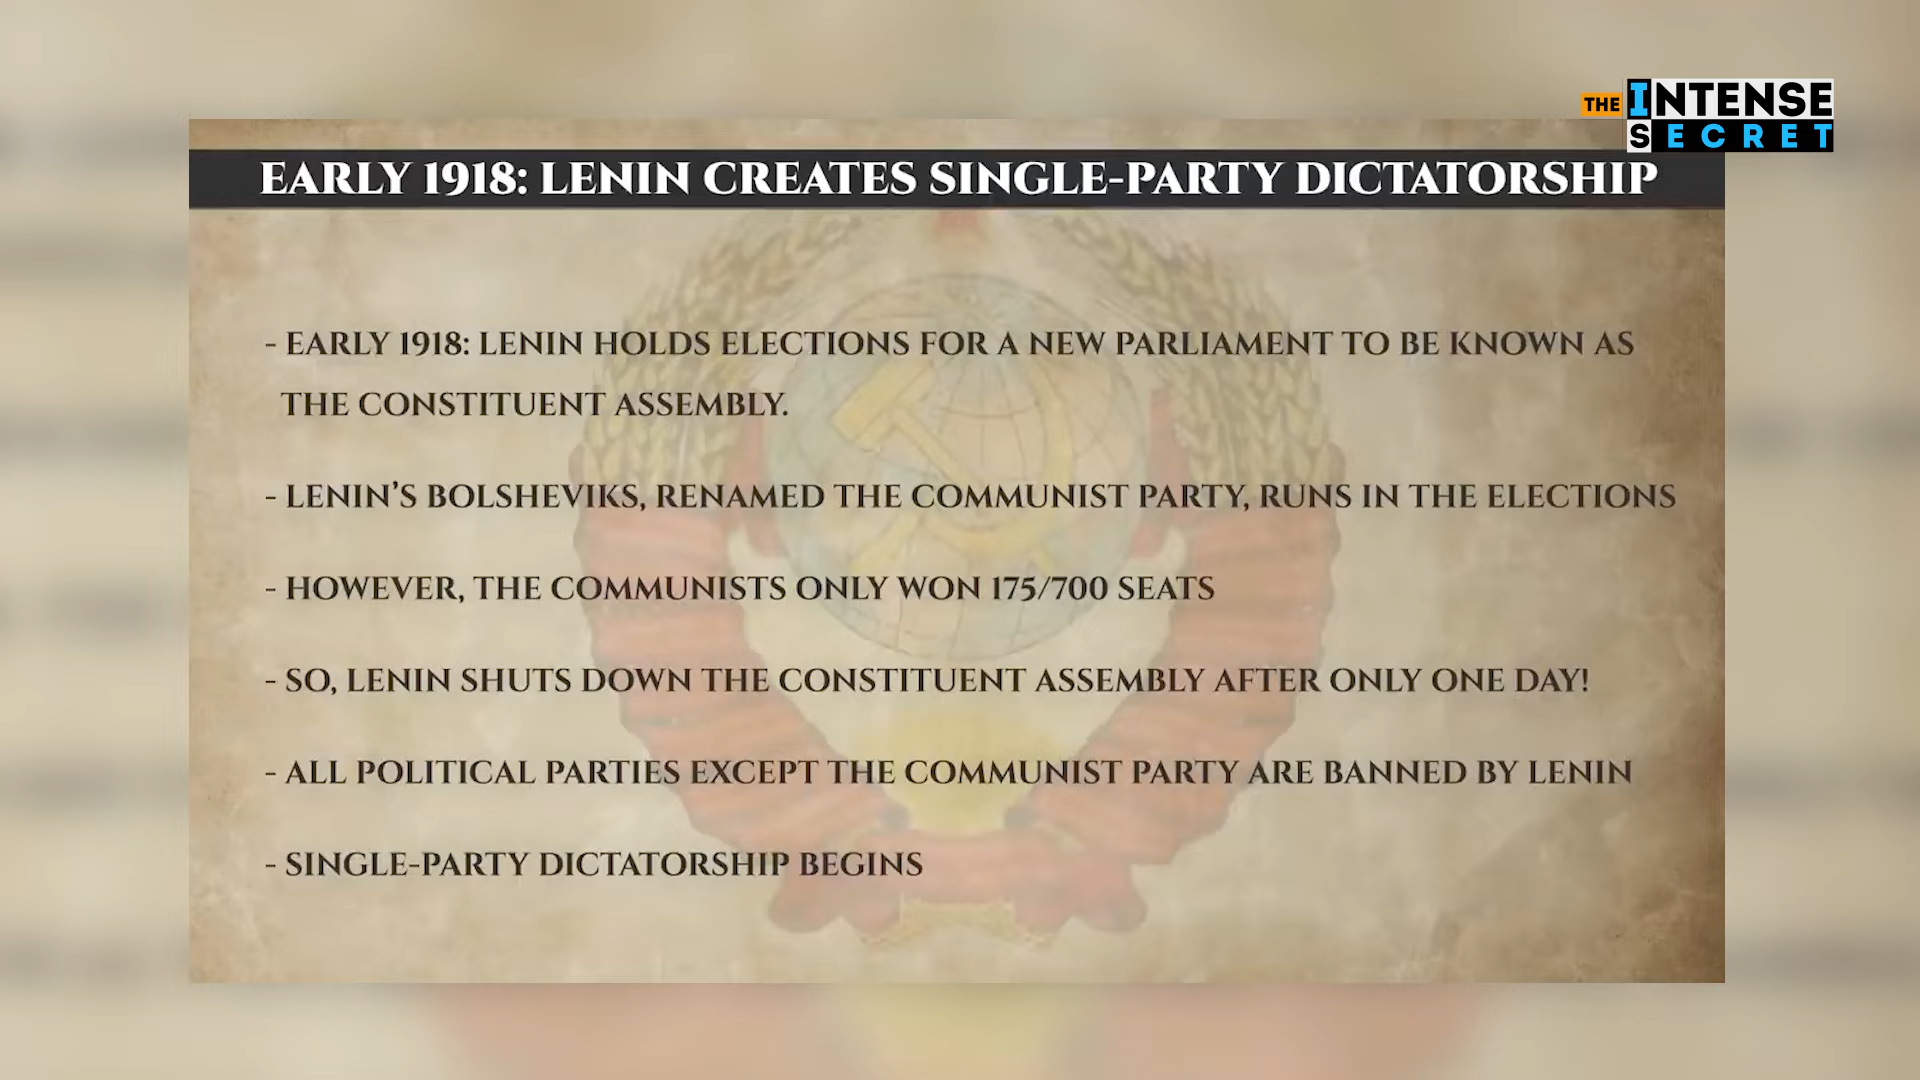 THE INTENSE
SECRET
EARLY 1918: LENIN CREATES SINGLE-PARTY DICTATORSHIP
- EARLY 1918: LENIN HOLDS ELECTIONS FOR A NEW PARLIAMENT TO BE KNOWN AS
THE CONSTITUENT ASSEMBLY.
- LENIN'S BOLSHEVIKS, RENAMED THE COMMUNIST PARTY, RUNS IN THE ELECTIONS
- HOWEVER, THE COMMUNISTS ONLY WON 175/700 SEATS
- SO, LENIN SHUTS DOWN THE CONSTITUENT ASSEMBLY AFTER ONLY ONE DAY!
- ALL POLITICAL PARTIES EXCEPT THE COMMUNIST PARTY ARE BANNED BY LENIN
- SINGLE-PARTY DICTATORSHIP BEGINS